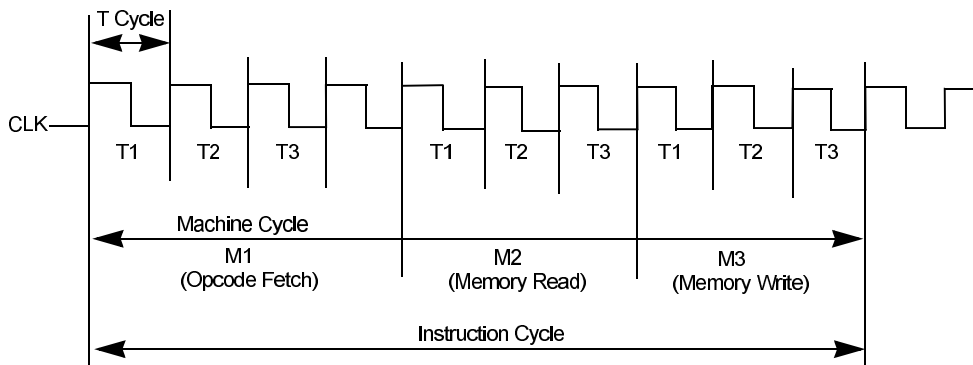 T Cycle
CLK
T1 T2 T3 T1 T2 T3 T1 T2 T3
Machine Cycle
M1 M2 M3
(Opcode Fetch) (Memory Read) (Memory Write)
Instruction Cycle